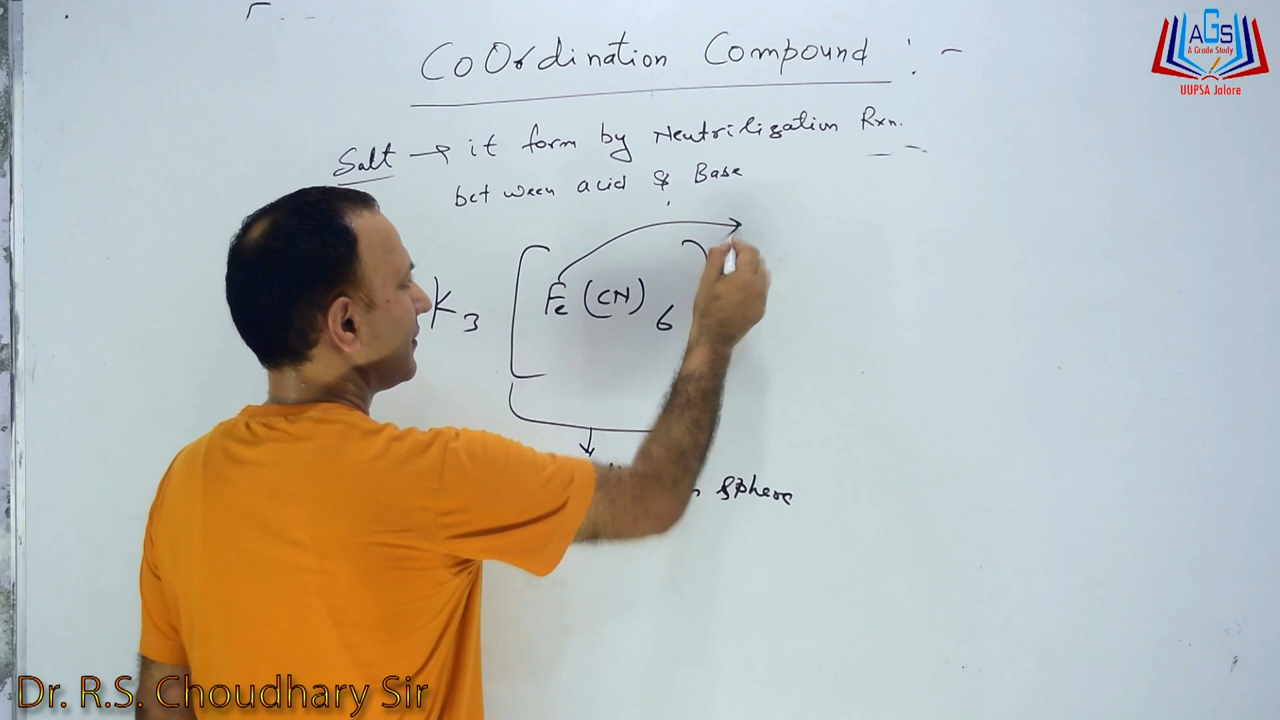 CoOrdination Compound :-
Salt → it form by Neutrilization Rxn.
between acid & Base
K3 [Fe(CN)6
sphere
AGS
A Grade Study
UUPSA Jalore
Dr. R.S. Choudhary Sir